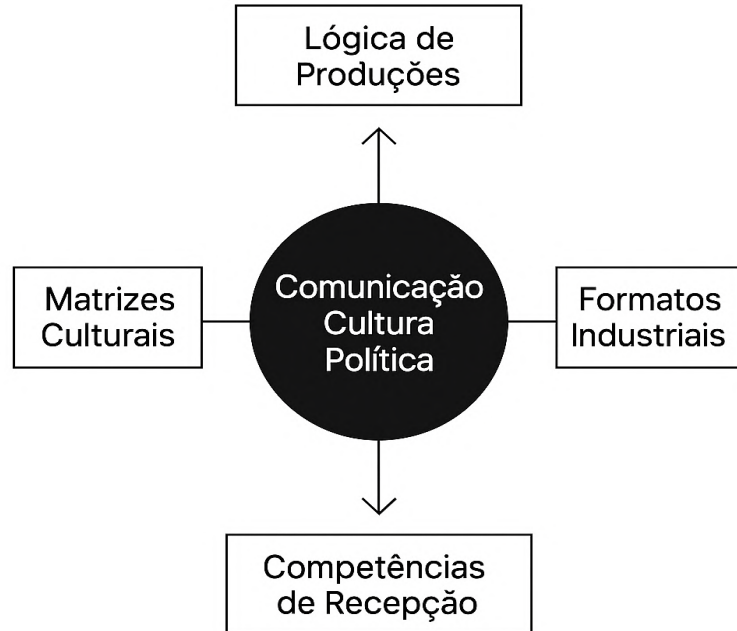 Lógica de
Produções
Matrizes
Culturais
Comunicação
Cultura
Política
Formatos
Industriais
Competências
de Recepção